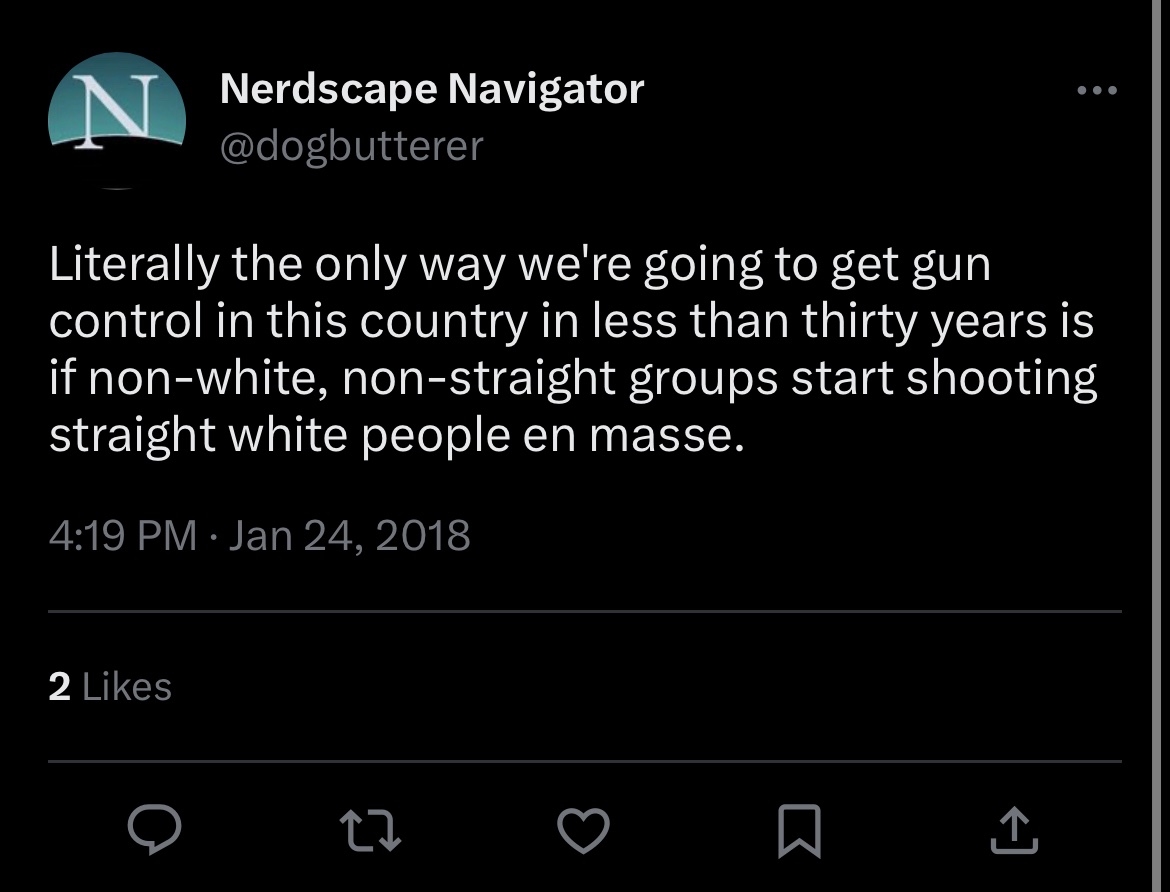 N
Nerdscape Navigator
@dogbutterer
Literally the only way we're going to get gun
control in this country in less than thirty years is
if non-white, non-straight groups start shooting
straight white people en masse.
4:19 PM · Jan 24, 2018
2 Likes